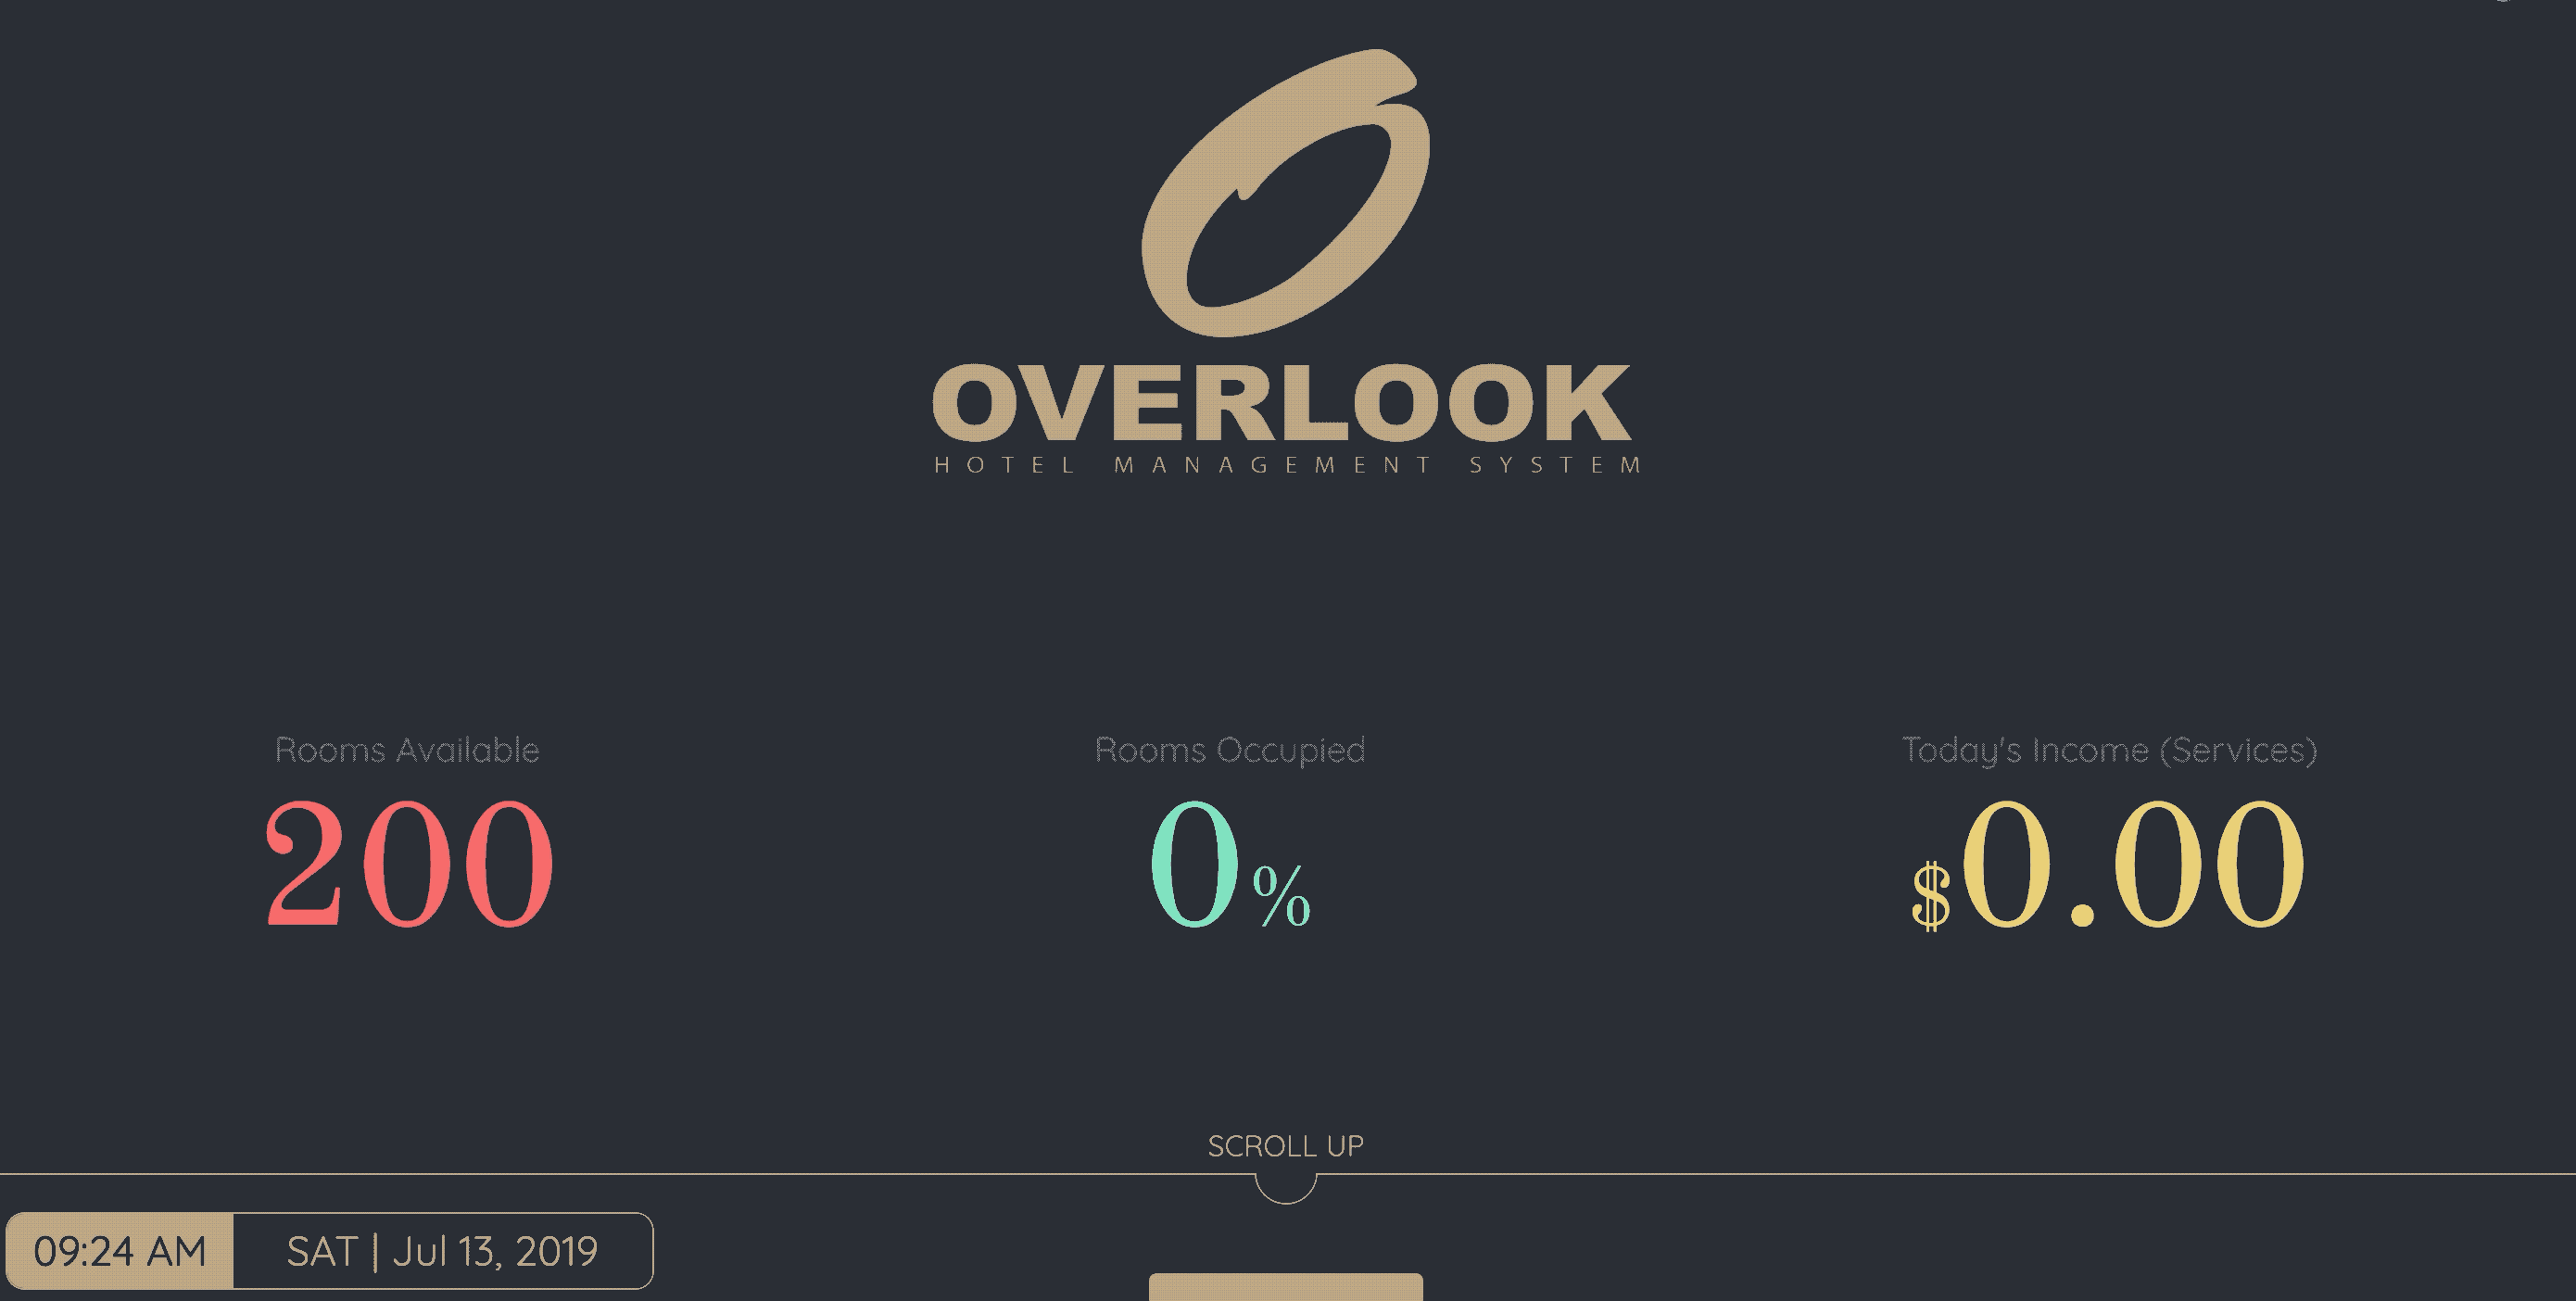 OVERLOOK
HOTEL MANAGEMENT SYSTEM
Rooms Available
200
Rooms Occupied
0%
Today's Income (Services)
$0.00
SCROLL UP
09:24 AM SAT | Jul 13, 2019